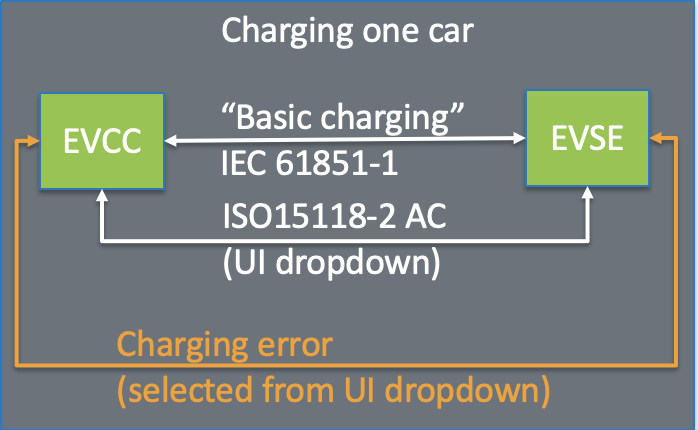 Charging one car
EVCC
“Basic charging”
EVSE
IEC 61851-1
ISO15118-2 AC
(UI dropdown)
Charging error
(selected from UI dropdown)